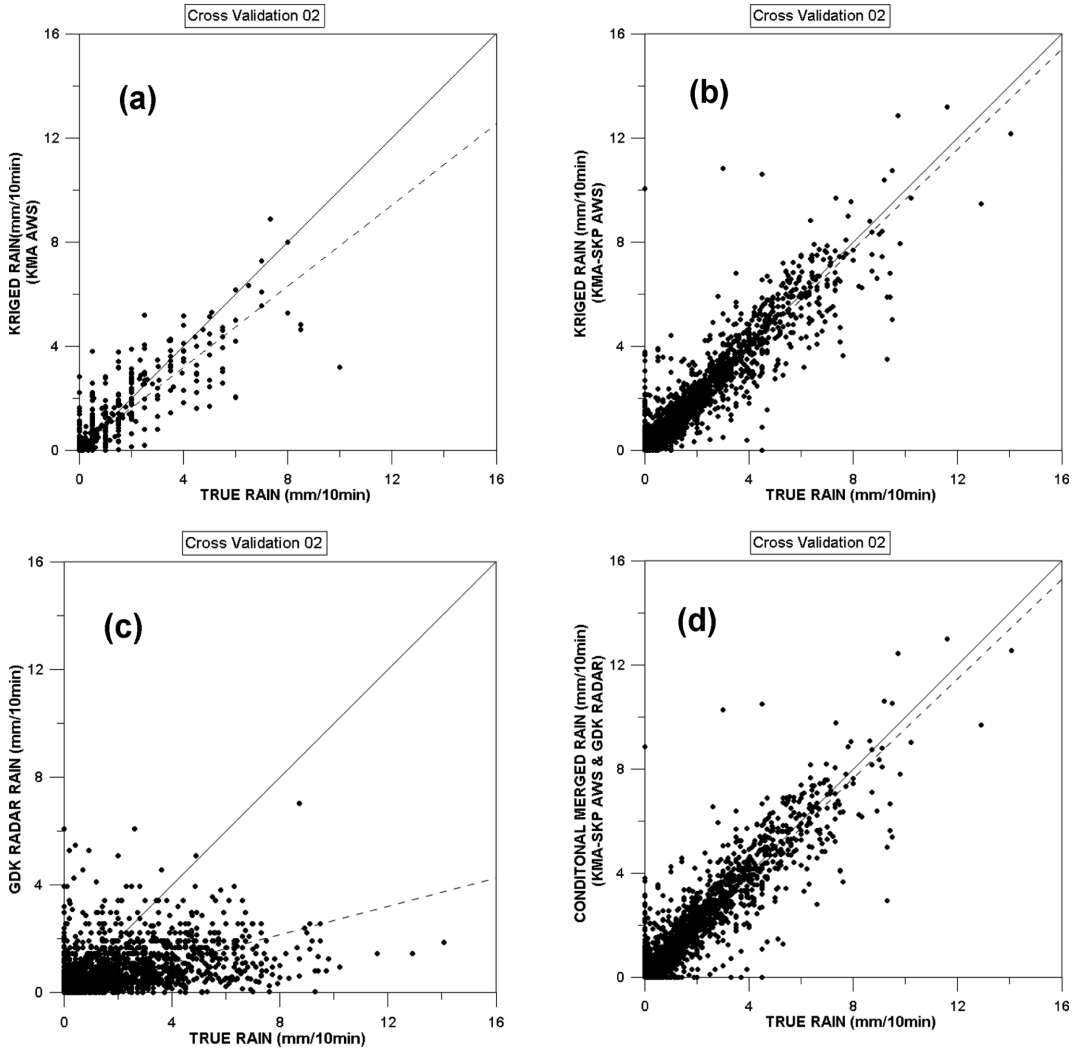 Cross Validation 02
16
12
8
4
0
KRIGED RAIN(mm/10min)
(KMA AWS)
(a)
0 4 8 12 16
TRUE RAIN (mm/10min)
Cross Validation 02
16
12
8
4
0
KRIGED RAIN (mm/10min)
(KMA-SKP AWS)
(b)
0 4 8 12 16
TRUE RAIN (mm/10min)
Cross Validation 02
16
12
8
4
0
GDK RADAR RAIN (mm/10min)
(c)
0 4 8 12 16
TRUE RAIN (mm/10min)
Cross Validation 02
16
12
8
4
0
CONDITONAL MERGED RAIN (mm/10min)
(KMA-SKP AWS & GDK RADAR)
(d)
0 4 8 12 16
TRUE RAIN (mm/10min)